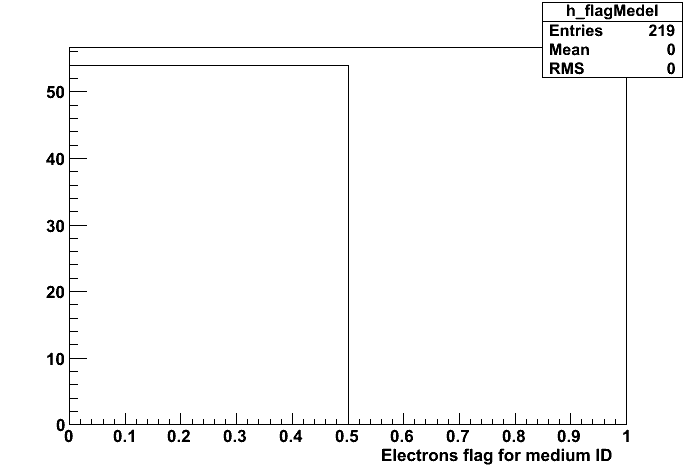 h_flagMedel
Entries 219
Mean 0
RMS 0
50
40
30
20
10
0
0 0.1 0.2 0.3 0.4 0.5 0.6 0.7 0.8 0.9 1
Electrons flag for medium ID